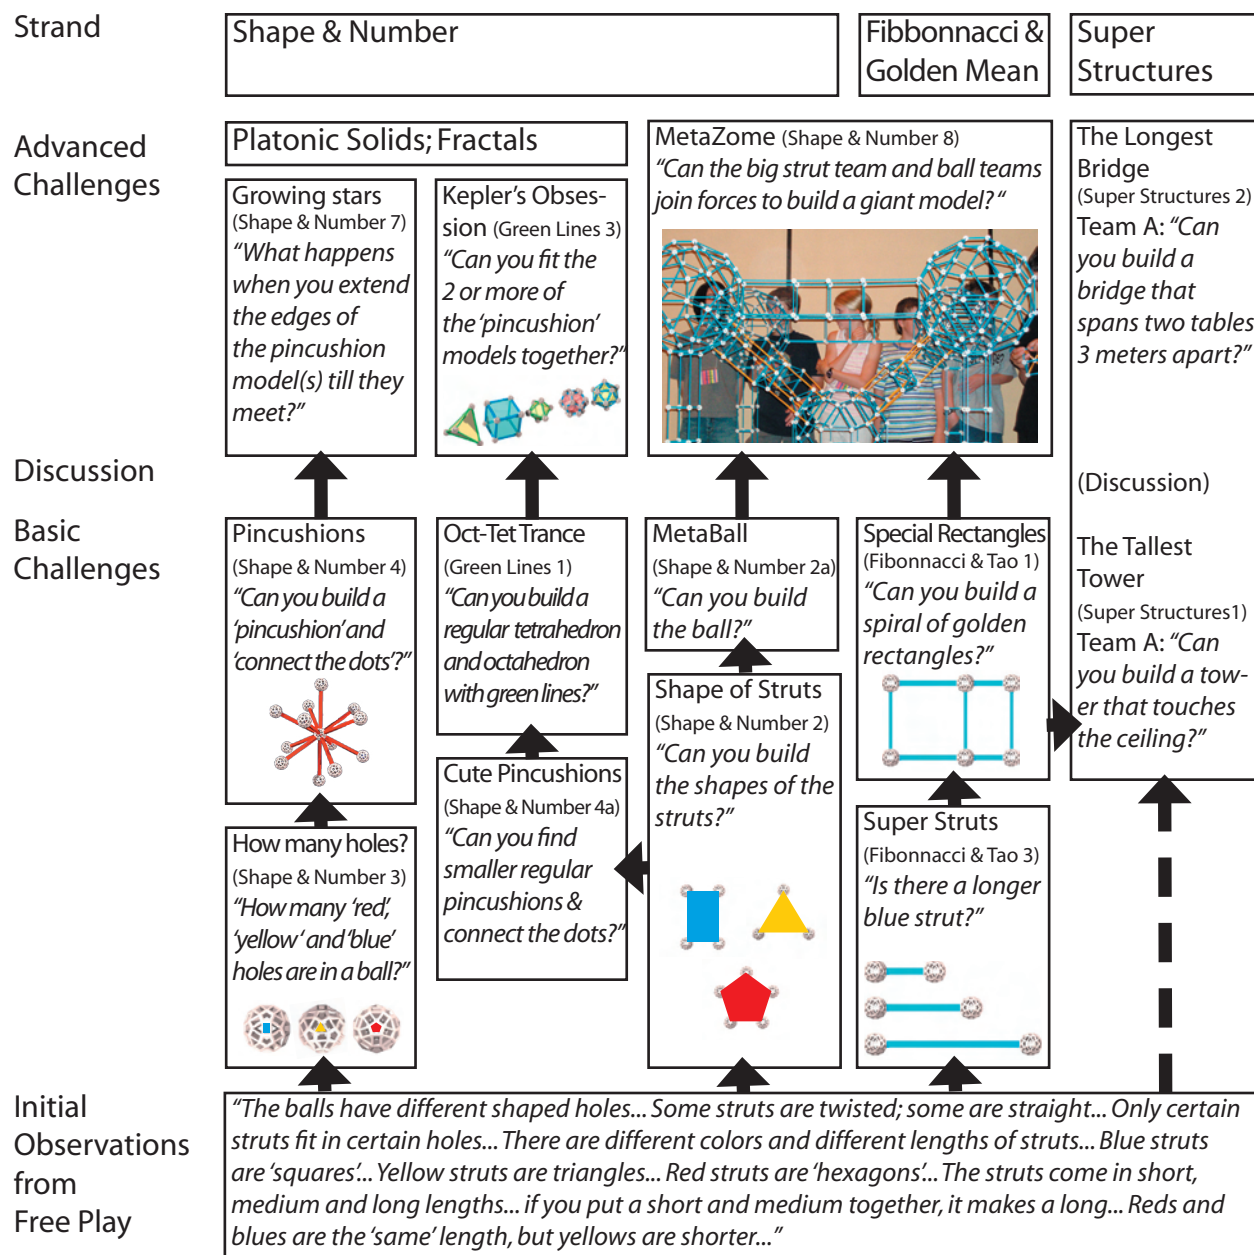 Strand
Shape & Number
Fibbonnacci &
Golden Mean
Super
Structures
Advanced
Challenges
Platonic Solids; Fractals
Growing stars
(Shape & Number 7)
“What happens
when you extend
the edges of
the pincushion
model(s) till they
meet?”
Kepler’s Obses-
sion (Green Lines 3)
“Can you fit the
2 or more of
the ‘pincushion’
models together?”
MetaZome (Shape & Number 8)
“Can the big strut team and ball teams
join forces to build a giant model?“
The Longest
Bridge
(Super Structures 2)
Team A: “Can
you build a
bridge that
spans two tables
3 meters apart?”
Discussion
(Discussion)
Basic
Challenges
Pincushions
(Shape & Number 4)
“Can you build a
‘pincushion’ and
‘connect the dots’?”
Oct-Tet Trance
(Green Lines 1)
“Can you build a
regular tetrahedron
and octahedron
with green lines?”
MetaBall
(Shape & Number 2a)
“Can you build
the ball?”
Special Rectangles
(Fibonnacci & Tao 1)
“Can you build a
spiral of golden
rectangles?”
The Tallest
Tower
(Super Structures1)
Team A: “Can
you build a tow-
er that touches
the ceiling?”
How many holes?
(Shape & Number 3)
“How many ‘red’,
‘yellow‘ and ‘blue’
holes are in a ball?”
Cute Pincushions
(Shape & Number 4a)
“Can you find
smaller regular
pincushions &
connect the dots?”
Shape of Struts
(Shape & Number 2)
“Can you build
the shapes of the
struts?”
Super Struts
(Fibonnacci & Tao 3)
“Is there a longer
blue strut?”
Initial
Observations
from
Free Play
“The balls have different shaped holes... Some struts are twisted; some are straight... Only certain
struts fit in certain holes... There are different colors and different lengths of struts... Blue struts
are ‘squares’... Yellow struts are triangles... Red struts are ‘hexagons’... The struts come in short,
medium and long lengths... if you put a short and medium together, it makes a long... Reds and
blues are the ‘same’ length, but yellows are shorter...”